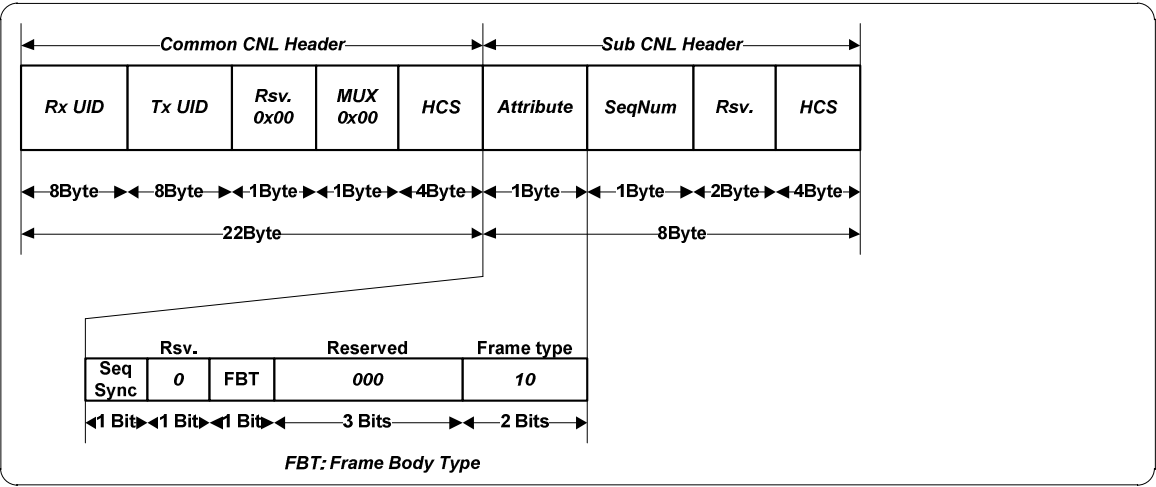 Common CNL Header Sub CNL Header
Rx UID Tx UID Rsv. 0x00 MUX 0x00 HCS Attribute SeqNum Rsv. HCS
8Byte 8Byte 1Byte 1Byte 4Byte 1Byte 1Byte 2Byte 4Byte
22Byte 8Byte
Rsv. Reserved Frame type
Seq Sync 0 FBT 000 10
1 Bit 1 Bit 1 Bit 3 Bits 2 Bits
FBT: Frame Body Type